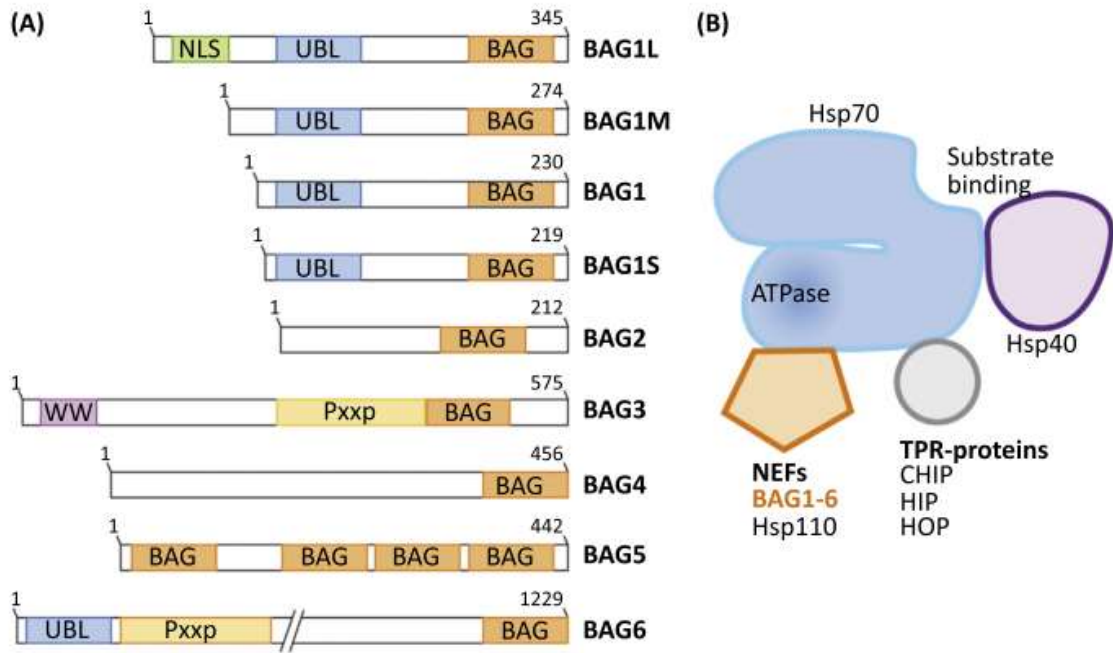 (A)
1 345
NLS UBL BAG BAG1L
1 274
UBL BAG BAG1M
1 230
UBL BAG BAG1
1 219
UBL BAG BAG1S
1 212
BAG BAG2
1 575
WW Pxxp BAG BAG3
1 456
BAG BAG4
1 442
BAG BAG BAG BAG BAG5
1 1229
UBL Pxxp BAG BAG6
(B)
Hsp70
Substrate
binding
ATPase
Hsp40
NEFs
BAG1-6
Hsp110
TPR-proteins
CHIP
HIP
HOP